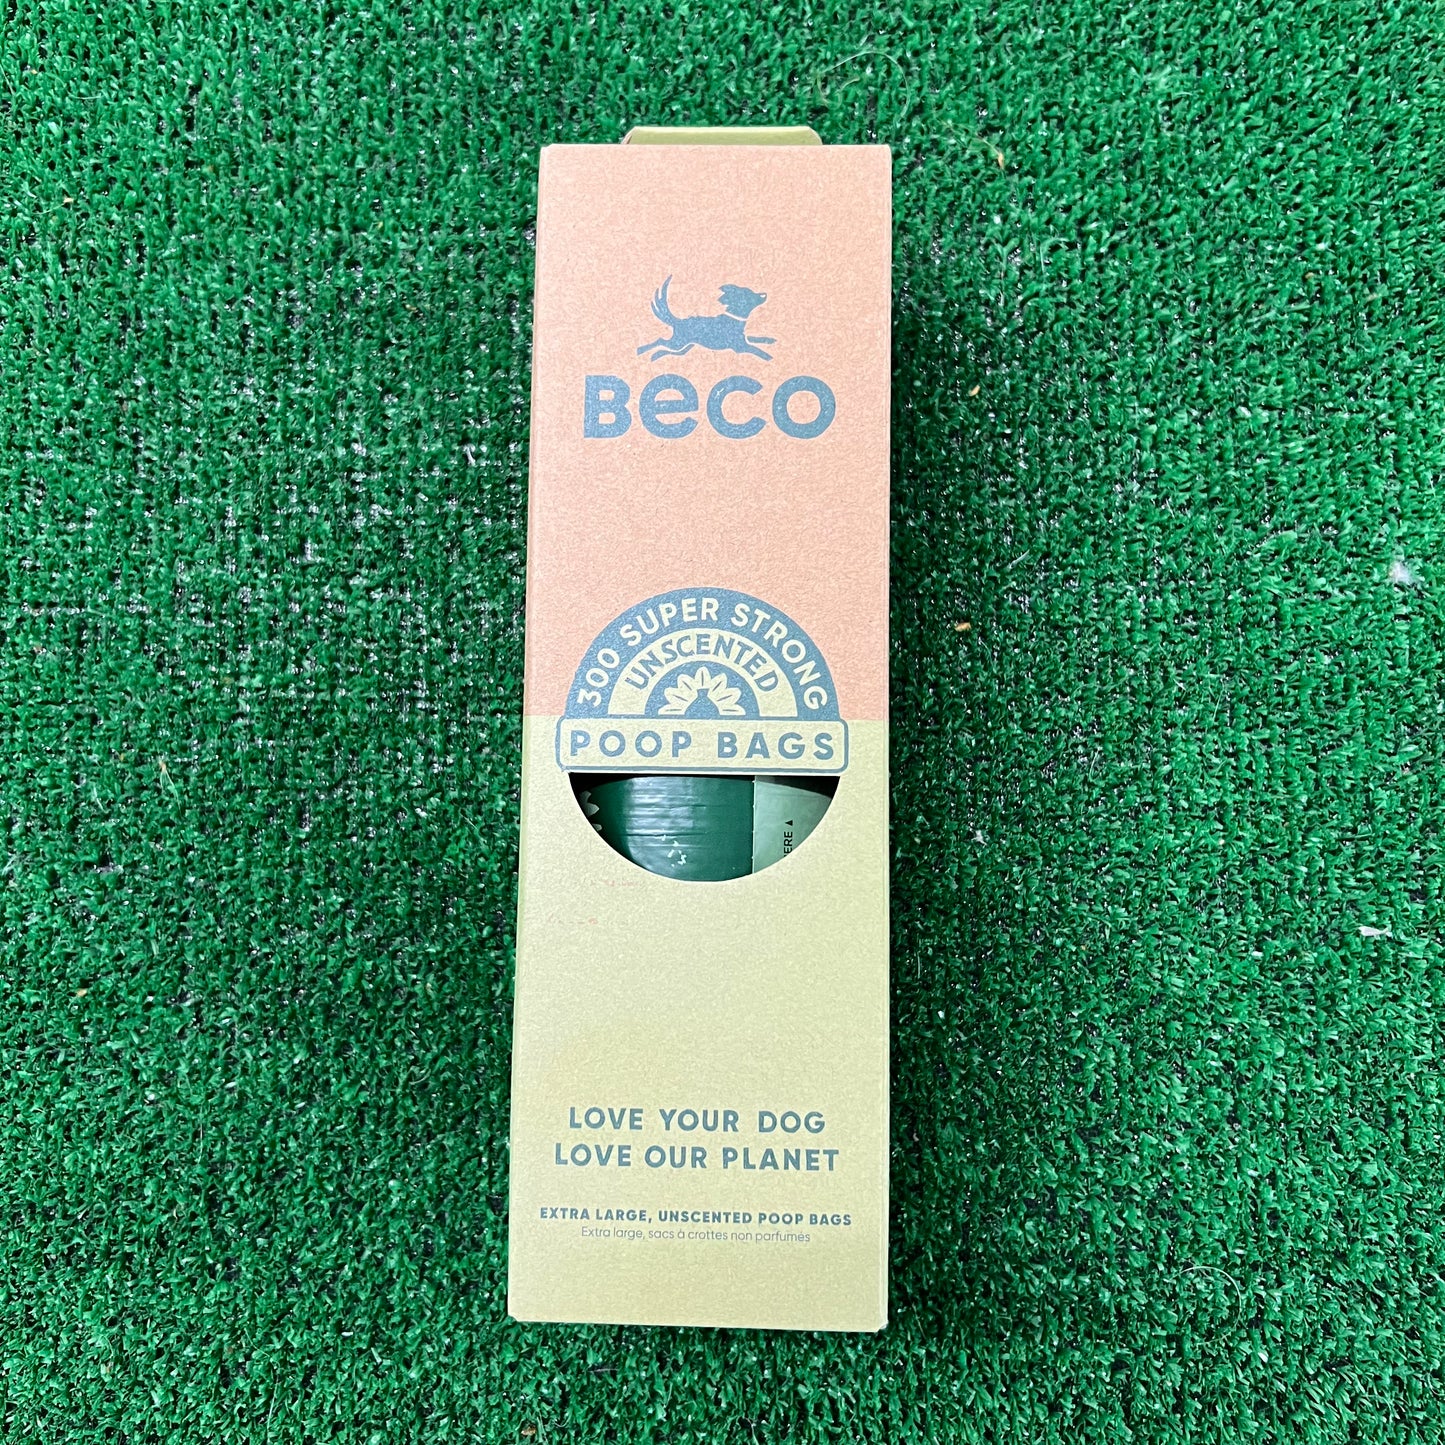 BeCO
300 SUPER STRONG
UNSCENTED
POOP BAGS
ERE ▲
LOVE YOUR DOG
LOVE OUR PLANET
EXTRA LARGE, UNSCENTED POOP BAGS
Extra large, sacs à crottes non parfumés